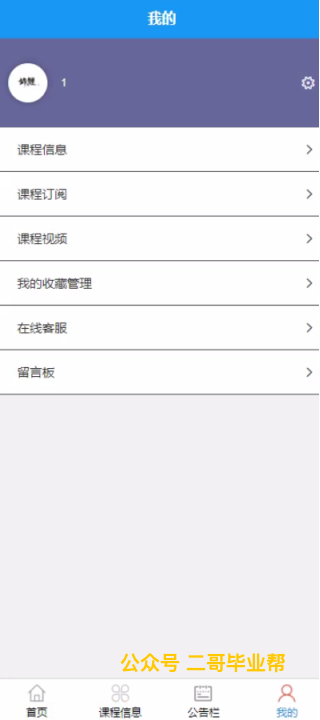 我的
1
课程信息
课程订阅
课程视频
我的收藏管理
在线客服
留言板
公众号 二哥毕业帮
首页
课程信息
公告栏
我的